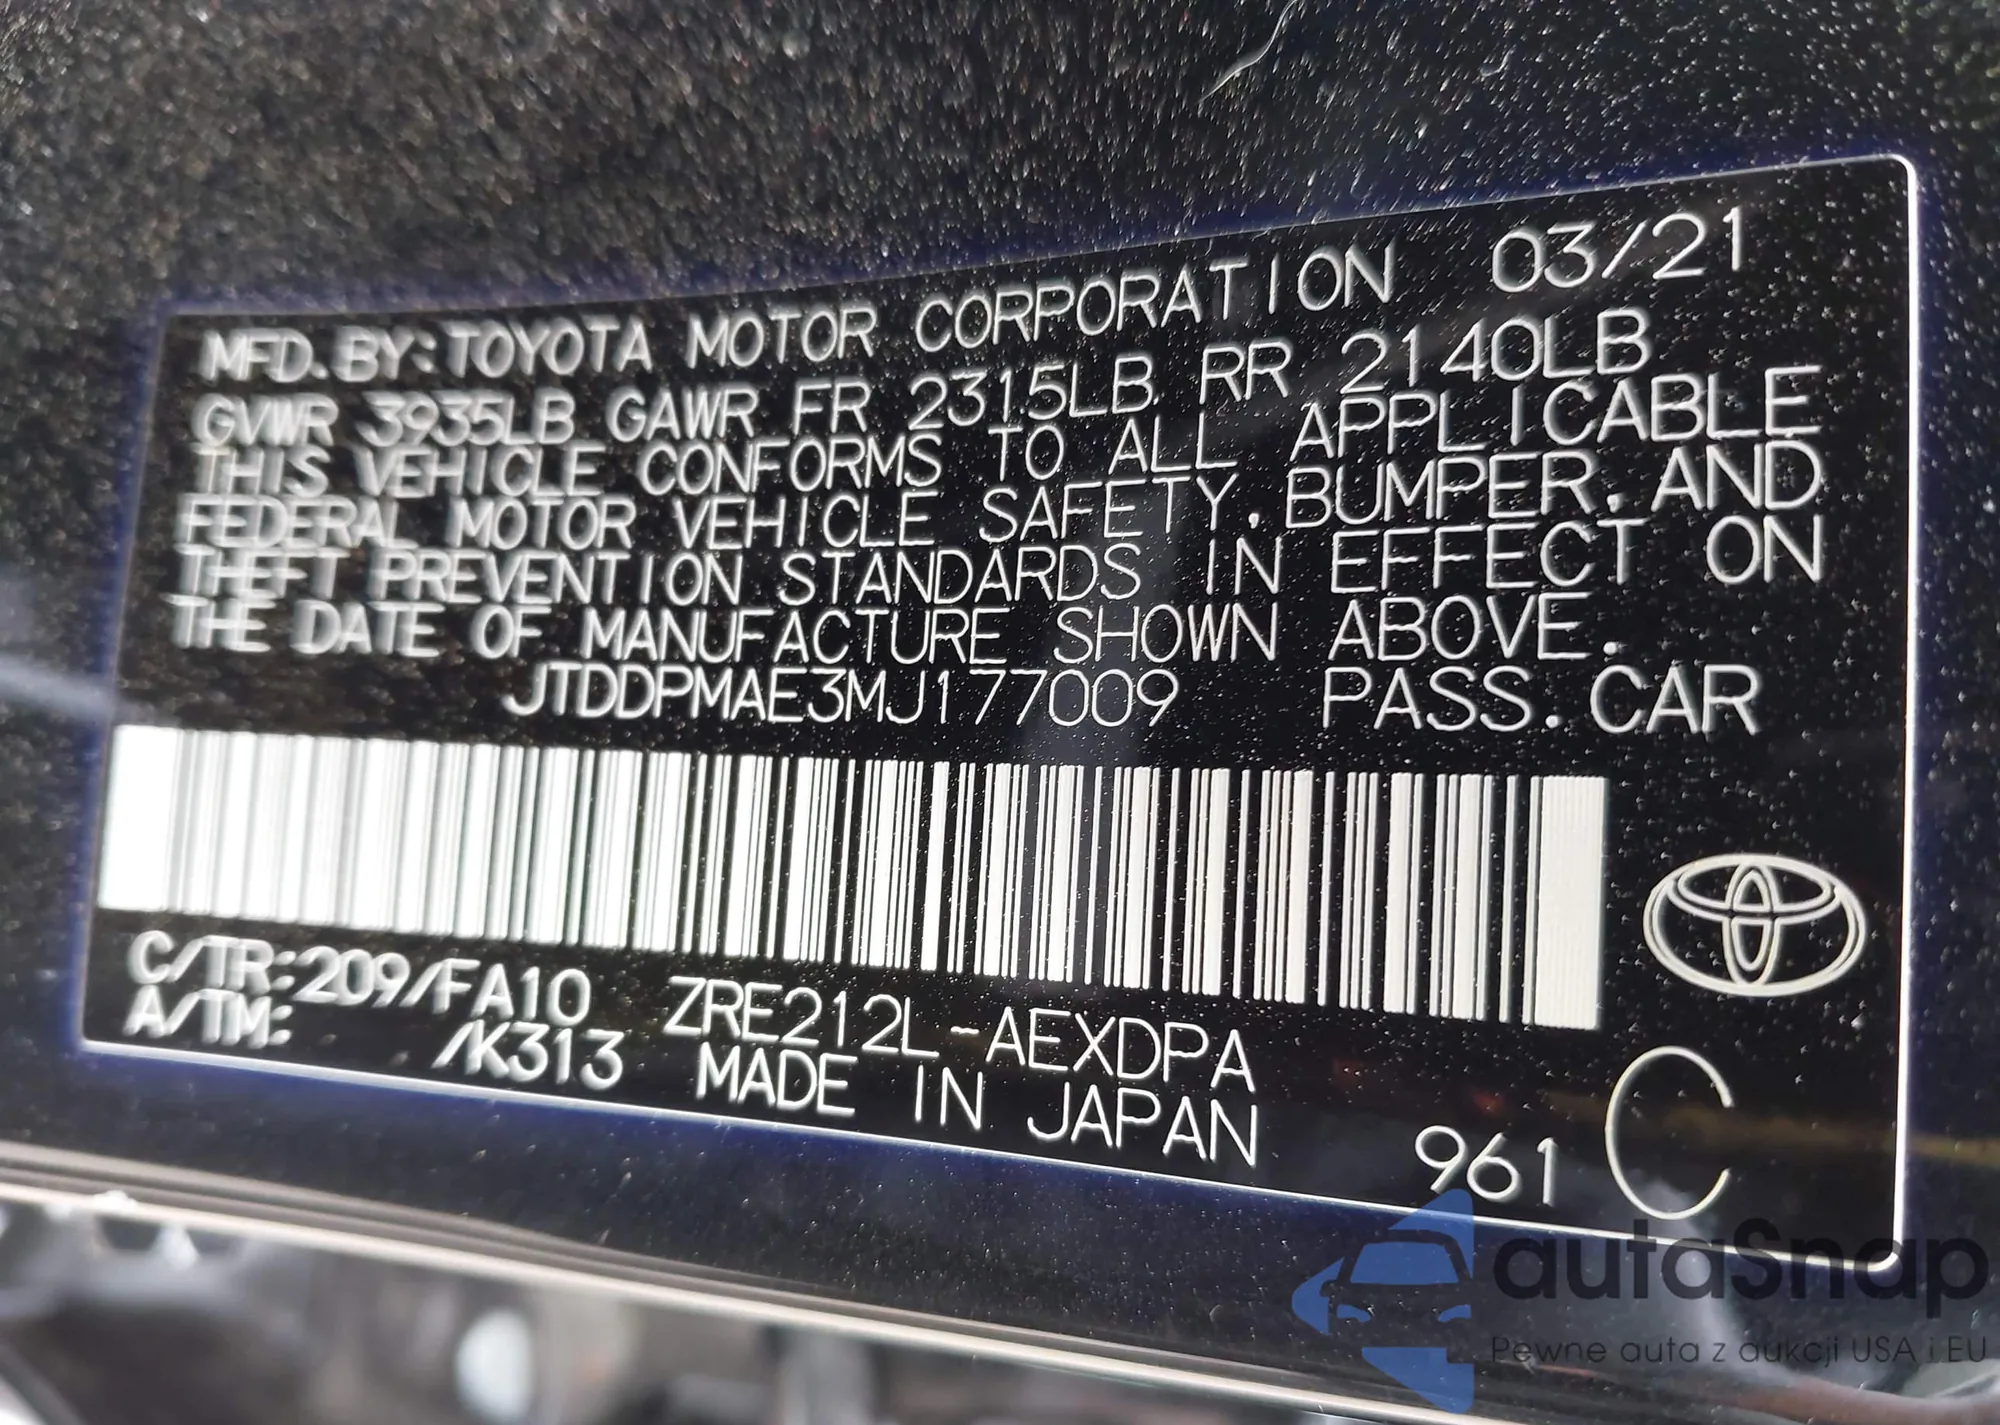 MFD.BY:TOYOTA MOTOR CORPORATION 03/21
GVWR 3935LB GAWR FR 2315LB RR 2140LB
THIS VEHICLE CONFORMS TO ALL APPLICABLE
FEDERAL MOTOR VEHICLE SAFETY, BUMPER, AND
THEFT PREVENTION STANDARDS IN EFFECT ON
THE DATE OF MANUFACTURE SHOWN ABOVE.
JTDDPMAE3MJ177009 PASS.CAR
C/TR:209/FA10 ZRE212L-AEXDPA
A/TM: /K313 MADE IN JAPAN
961 C
autaSnap
Pewne auta z aukcji USA i EU